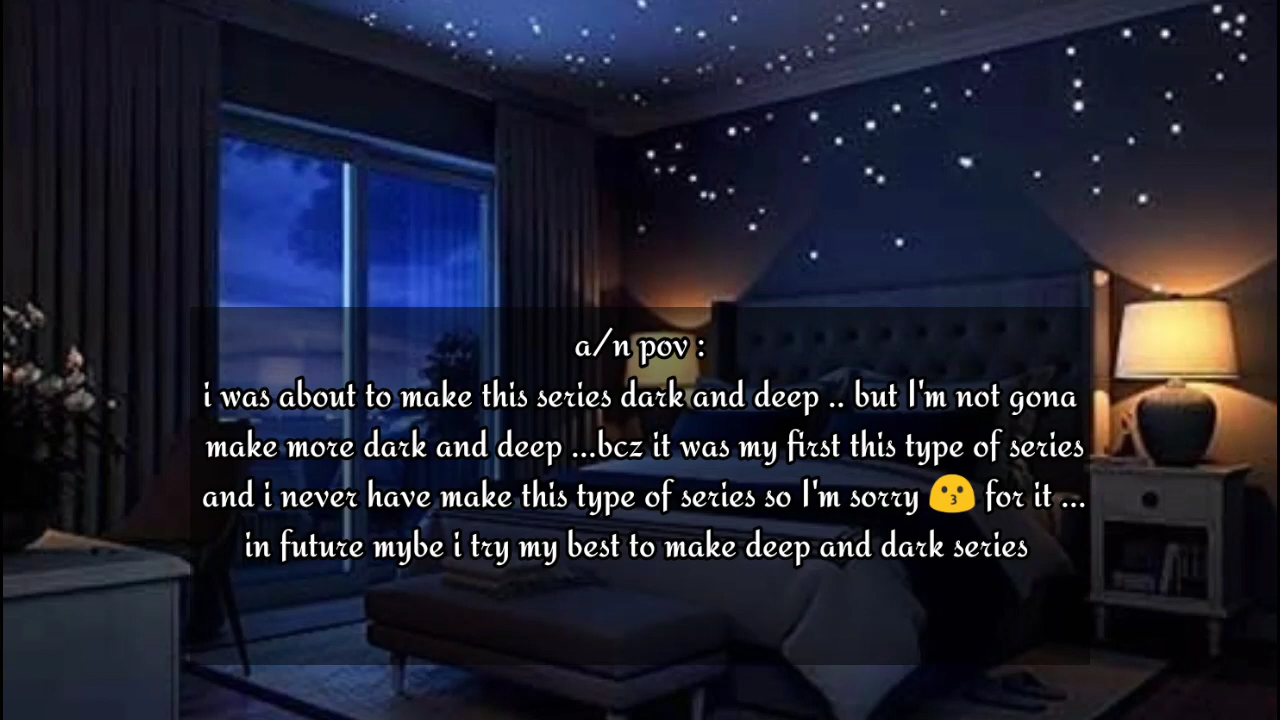 a/n pov :
i was about to make this series dark and deep .. but I'm not gona
make more dark and deep ...bcz it was my first this type of series
and i never have make this type of series so I'm sorry 😗 for it ...
in future mybe i try my best to make deep and dark series